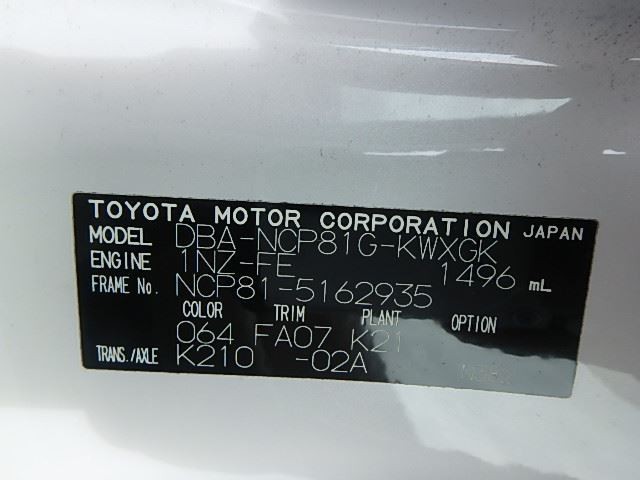 TOYOTA MOTOR CORPORATION JAPAN
MODEL DBA-NCP81G-KWXGK
ENGINE 1NZ-FE 1496 mL
FRAME No. NCP81-5162935
COLOR TRIM PLANT OPTION
064 FA07 K21
TRANS./AXLE K210 -02A